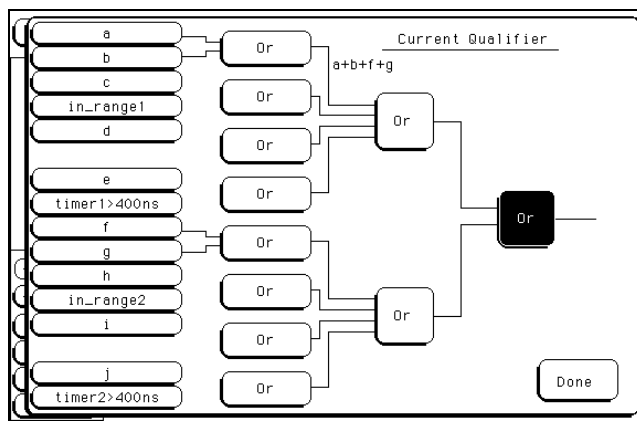 Current Qualifier
a
b
c
in_range1
d
e
timer1>400ns
f
g
h
in_range2
i
j
timer2>400ns
Or
Or
Or
Or
Or
Or
Or
Or
a+b+f+g
Or
Or
Or
Done